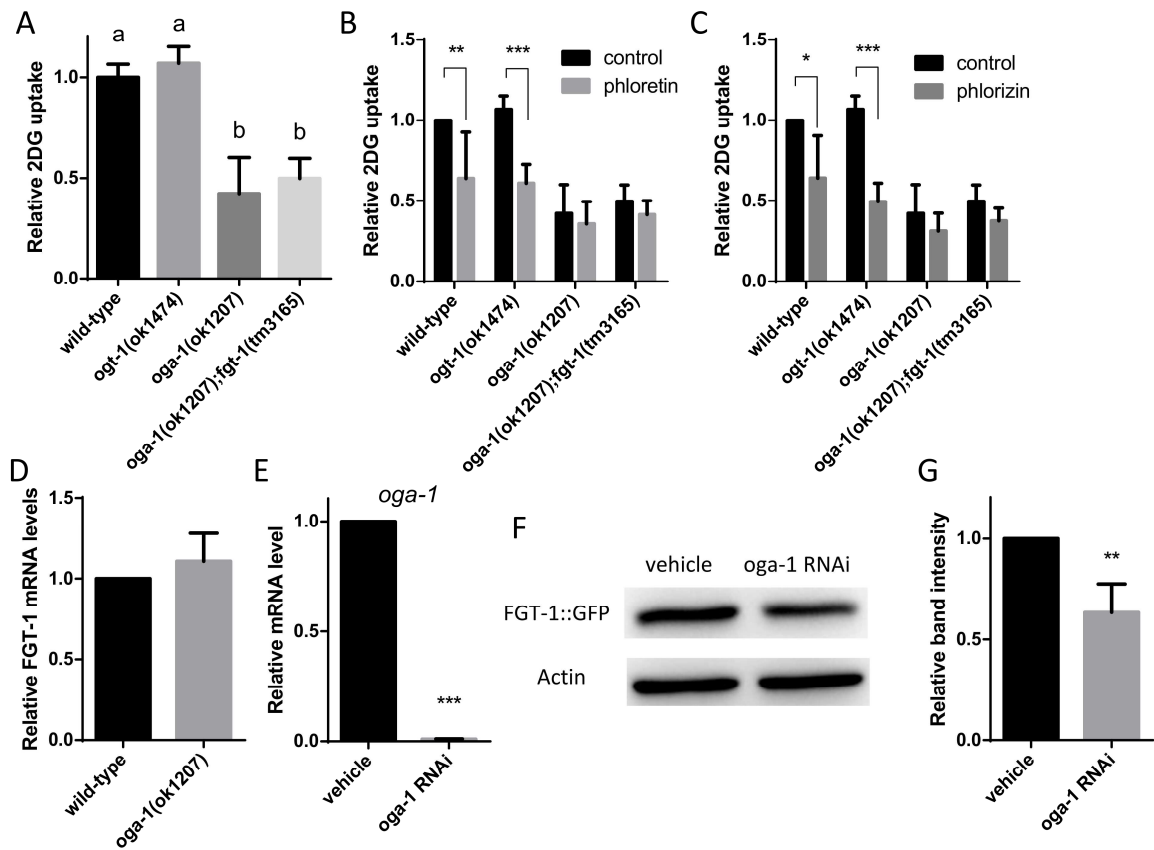 A
Relative 2DG uptake
1.0
0.5
0.0
a
a
b
b
wild-type
ogt-1(ok1474)
oga-1(ok1207)
oga-1(ok1207);fgt-1(tm3165)
B
Relative 2DG uptake
1.5
1.0
0.5
0.0
**
***
control
phloretin
wild-type
ogt-1(ok1474)
oga-1(ok1207)
oga-1(ok1207);fgt-1(tm3165)
C
Relative 2DG uptake
1.5
1.0
0.5
0.0
*
***
control
phlorizin
wild-type
ogt-1(ok1474)
oga-1(ok1207)
oga-1(ok1207);fgt-1(tm3165)
D
Relative FGT-1 mRNA levels
1.5
1.0
0.5
0.0
wild-type
oga-1(ok1207)
E
oga-1
Relative mRNA level
1.0
0.5
0.0
***
vehicle
oga-1 RNAi
F
vehicle oga-1 RNAi
FGT-1::GFP
Actin
G
Relative band intensity
1.0
0.5
0.0
**
vehicle
oga-1 RNAi